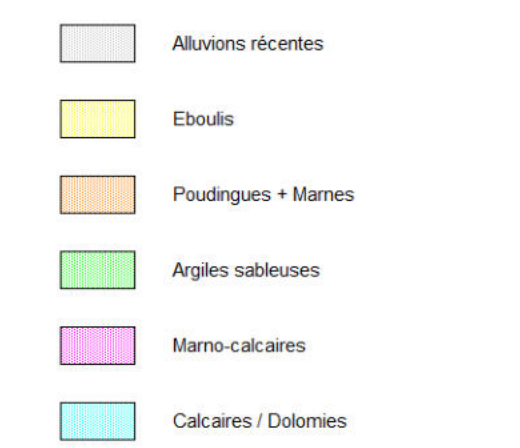 Alluvions récentes
Eboulis
Poudingues + Marnes
Argiles sableuses
Marno-calcaires
Calcaires / Dolomies